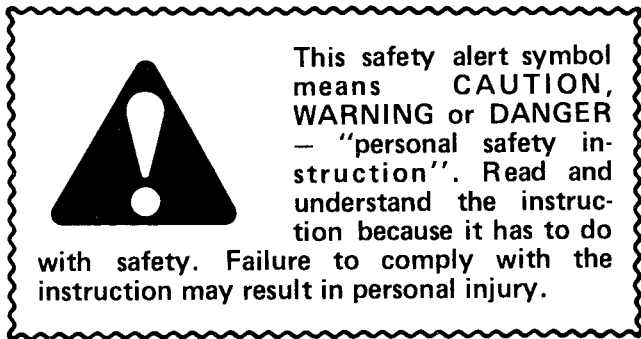 This safety alert symbol
means CAUTION,
WARNING or DANGER
— "personal safety in-
struction". Read and
understand the instruc-
tion because it has to do
with safety. Failure to comply with the
instruction may result in personal injury.